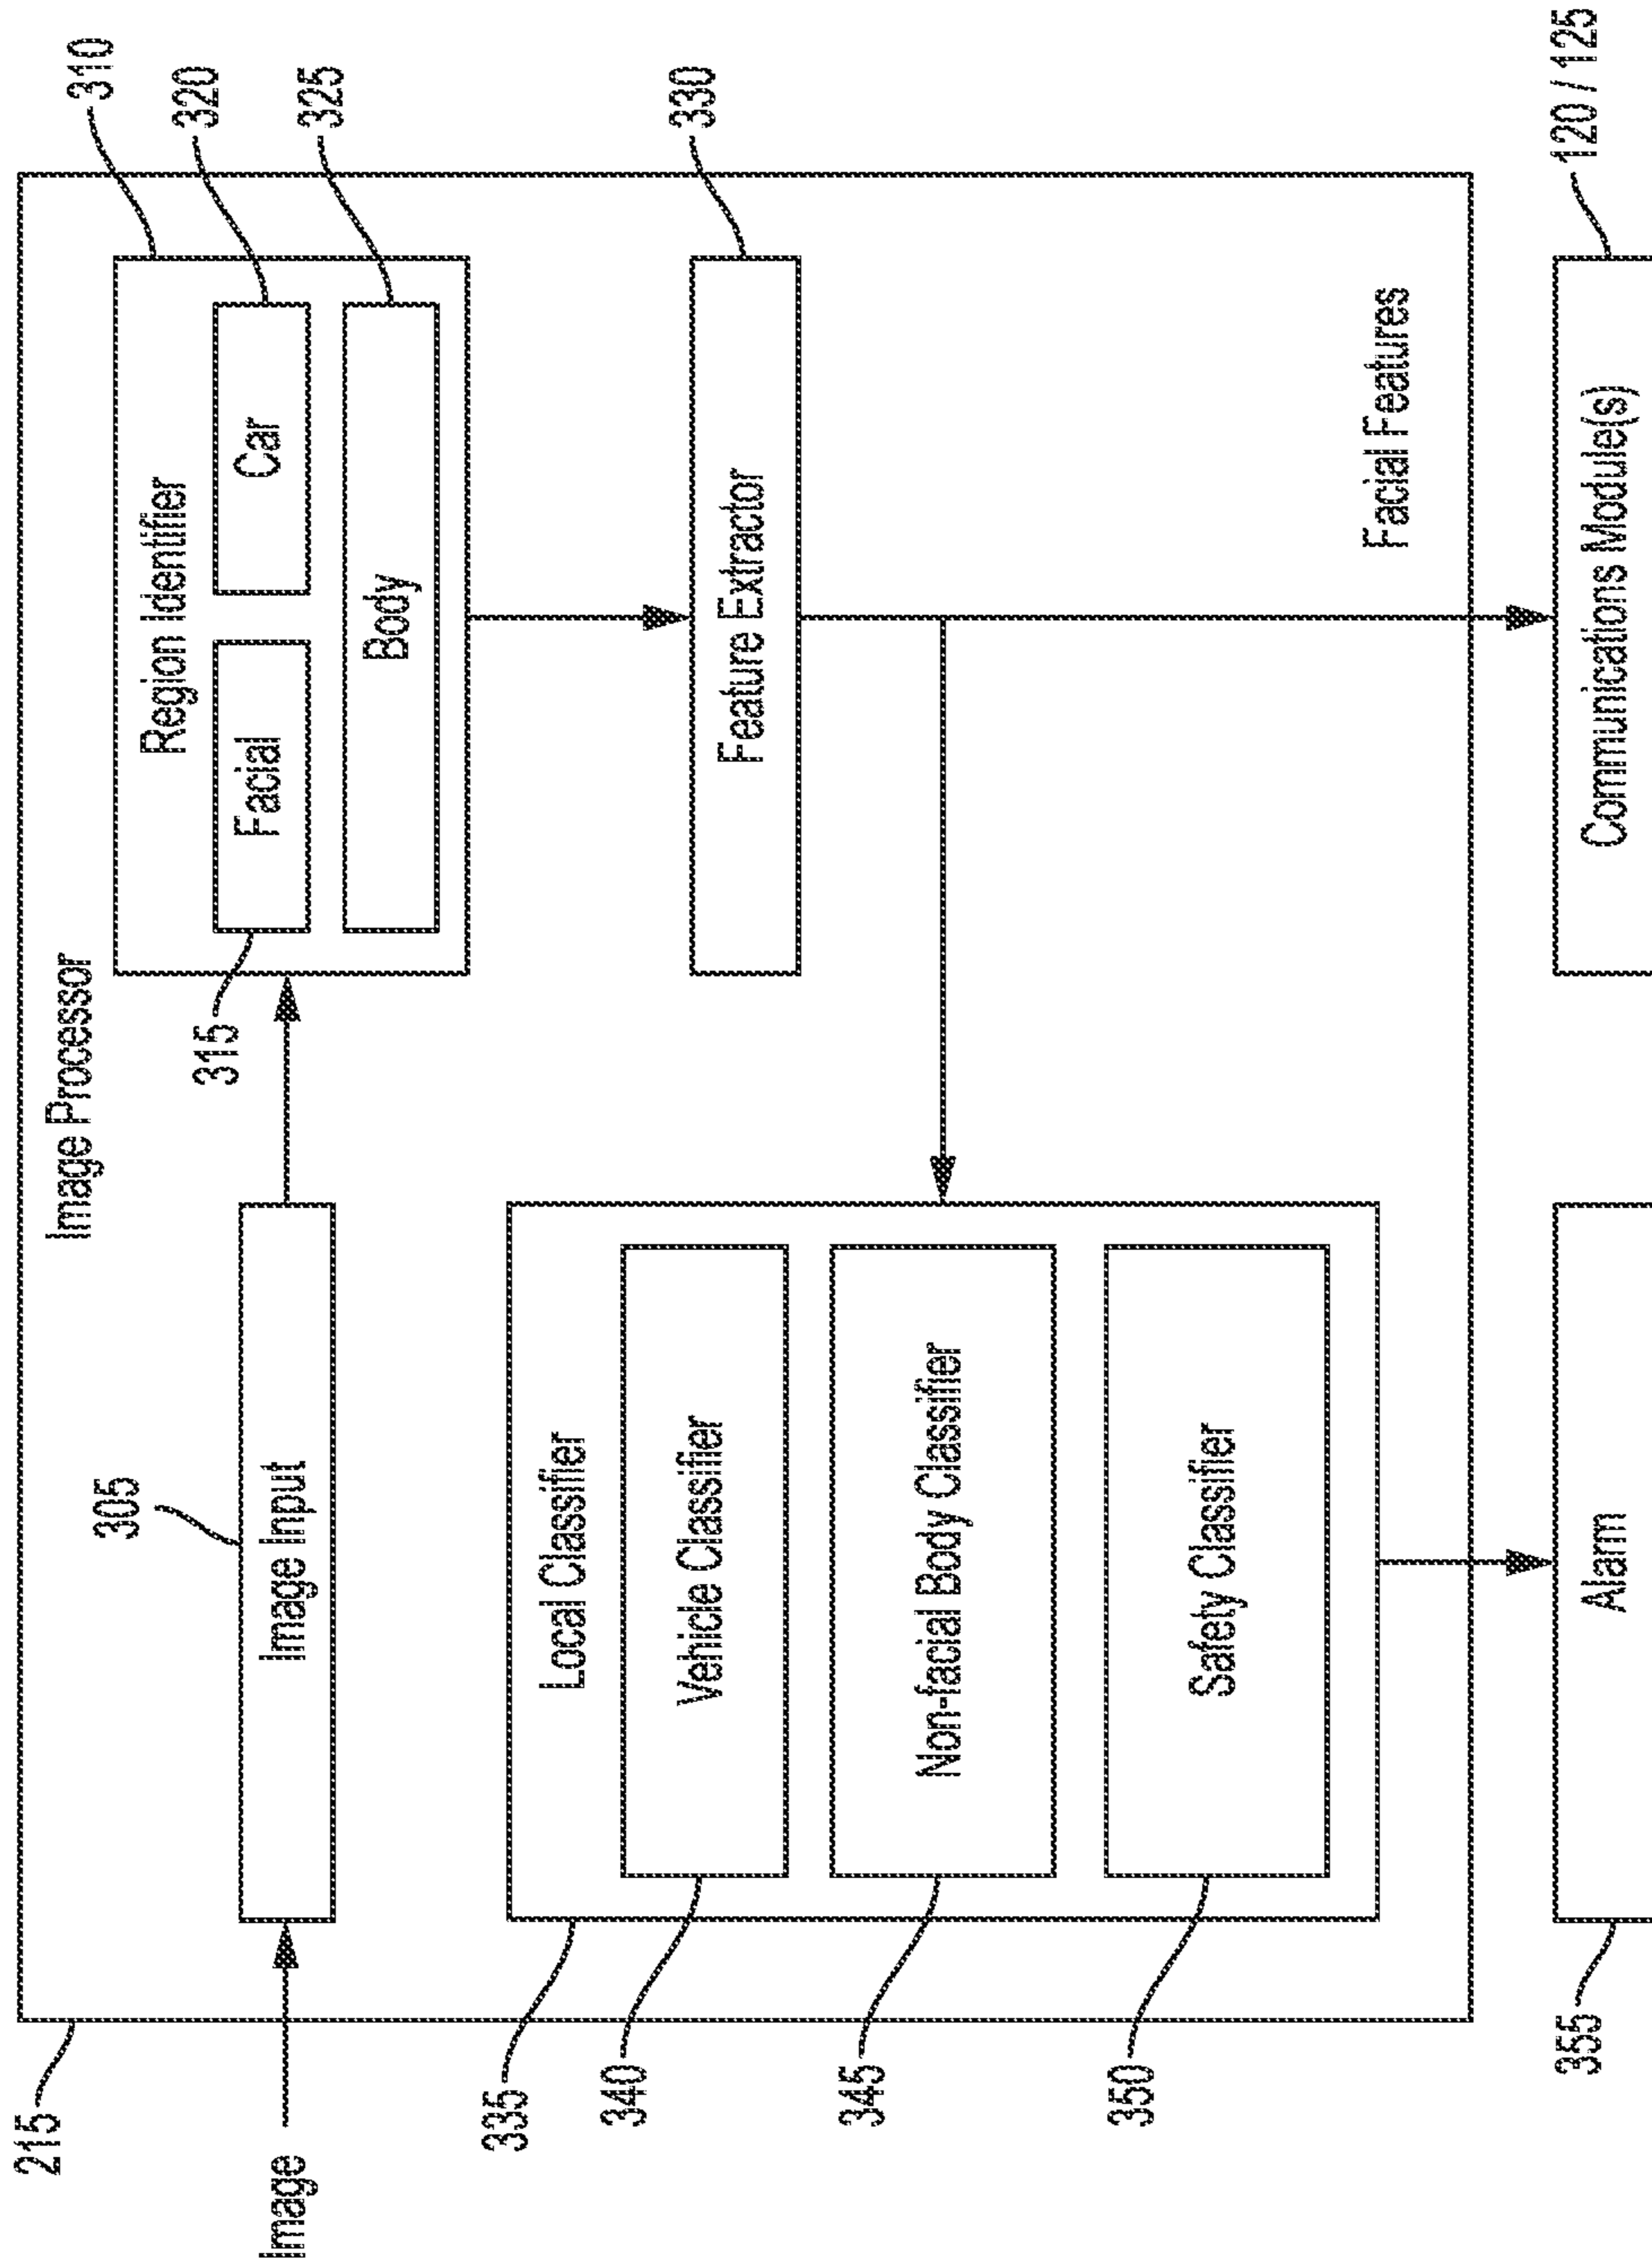 215
Image Processor
310
Image
305
Image Input
315
Region Identifier
Facial
Car
320
Body
325
335
Local Classifier
340
Vehicle Classifier
345
Non-facial Body Classifier
350
Safety Classifier
Feature Extractor
330
Facial Features
355
Alarm
Communications Module(s)
120 / 125